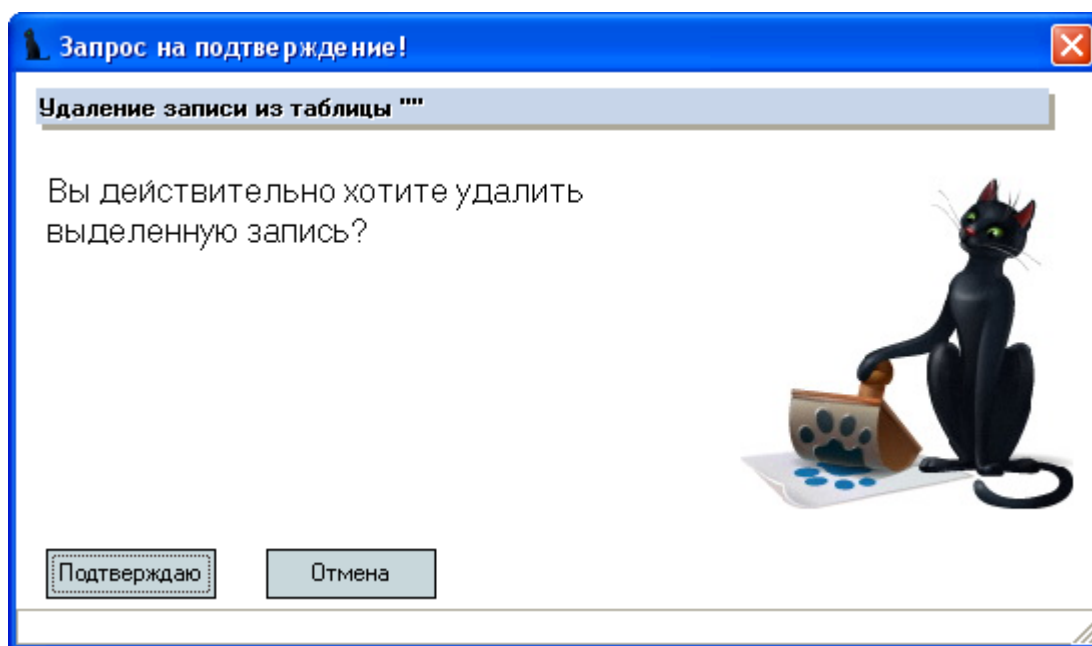 Запрос на подтверждение!
Удаление записи из таблицы ""
Вы действительно хотите удалить
выделенную запись?
Подтверждаю
Отмена